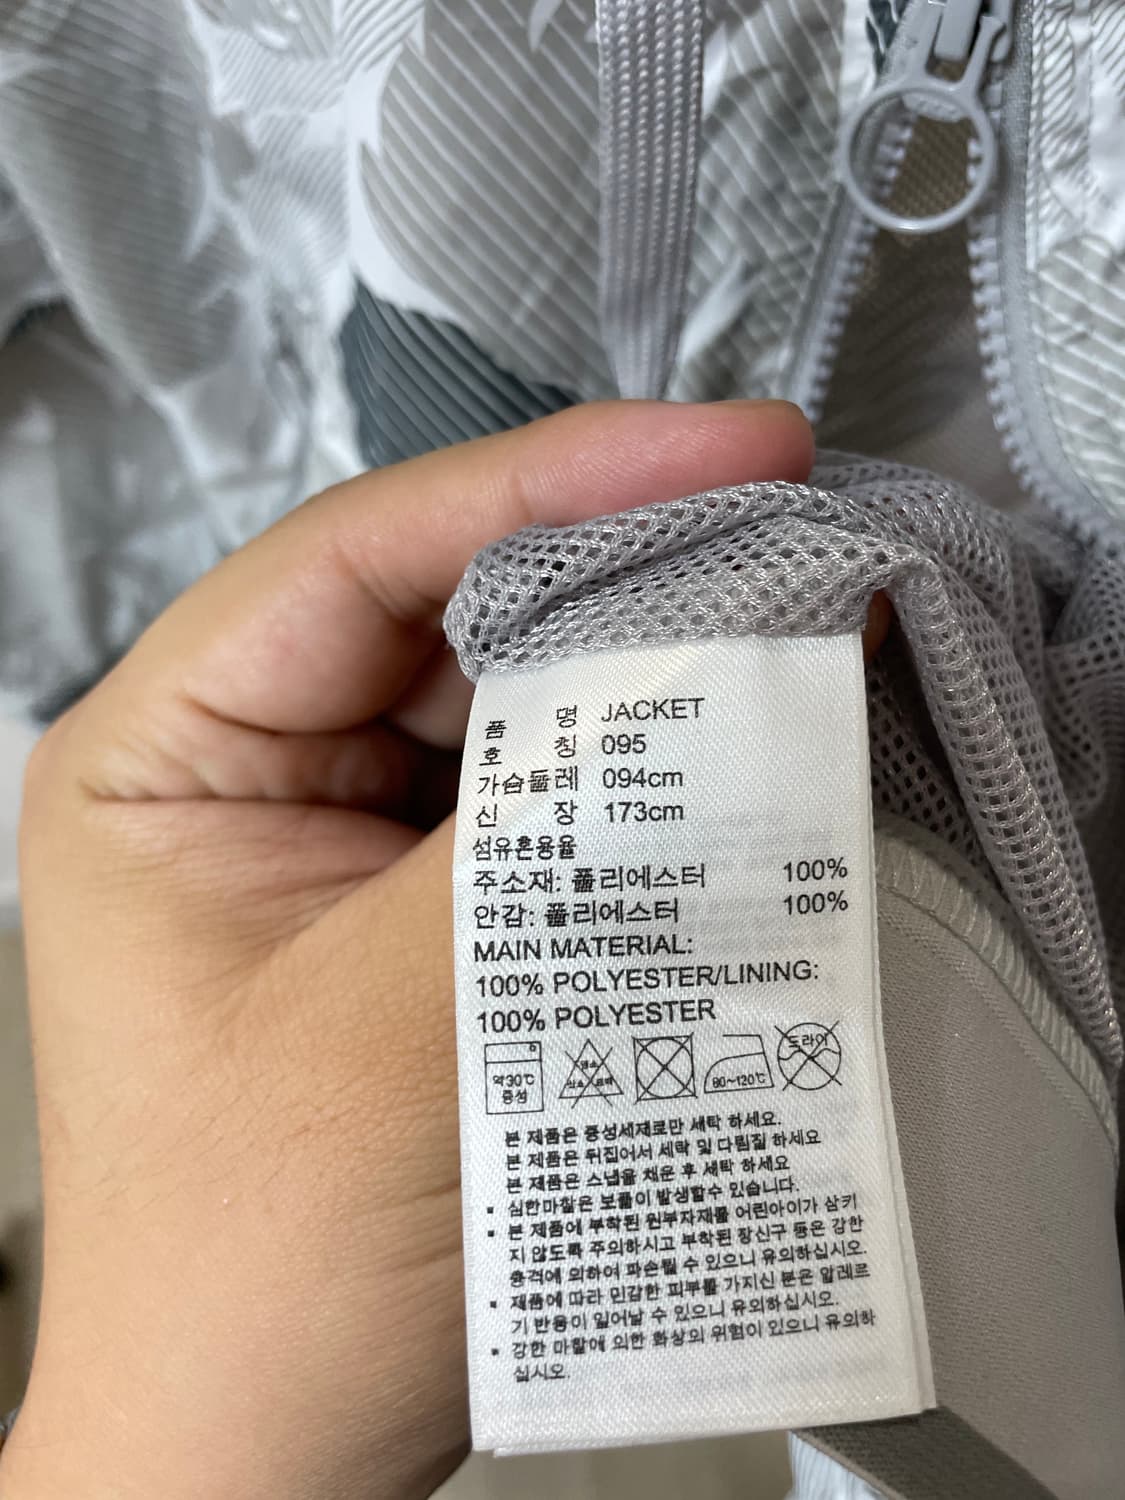 품 명 JACKET
호 칭 095
가슴둘레 094cm
신 장 173cm
섬유혼용율
주소재: 폴리에스터 100%
안감: 폴리에스터 100%
MAIN MATERIAL:
100% POLYESTER/LINING:
100% POLYESTER
약30℃
중성
80~120℃
드라이
본 제품은 중성세제로만 세탁 하세요.
본 제품은 뒤집어서 세탁 및 다림질 하세요
본 제품은 스냅을 채운 후 세탁 하세요
▪ 심한마찰은 보풀이 발생할수 있습니다.
▪ 본 제품에 부착된 원부자재를 어린아이가 삼키
지 않도록 주의하시고 부착된 장신구 등은 강한
충격에 의하여 파손될 수 있으니 유의하십시오.
▪ 제품에 따라 민감한 피부를 가지신 분은 알레르
기 반응이 일어날 수 있으니 유의하십시오.
▪ 강한 마찰에 의한 화상의 위험이 있으니 유의하
십시오.